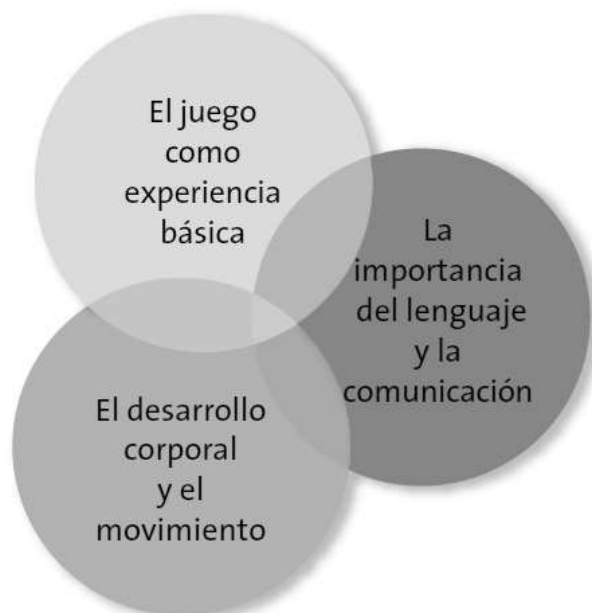 El juego
como
experiencia
básica
La
importancia
del lenguaje
y la
comunicación
El desarrollo
corporal
y el
movimiento